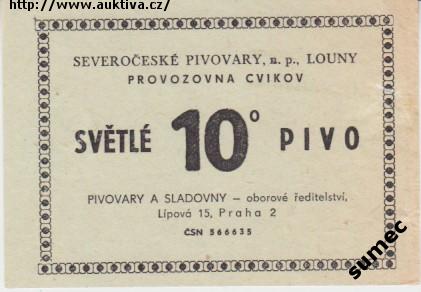 http://www.auktiva.cz/
SEVEROČESKÉ PIVOVARY, n. p., LOUNY
PROVOZOVNA CVIKOV
SVĚTLÉ 10° PIVO
PIVOVARY A SLADOVNY – oborové ředitelství,
Lípová 15, Praha 2
ČSN 566635
sumec